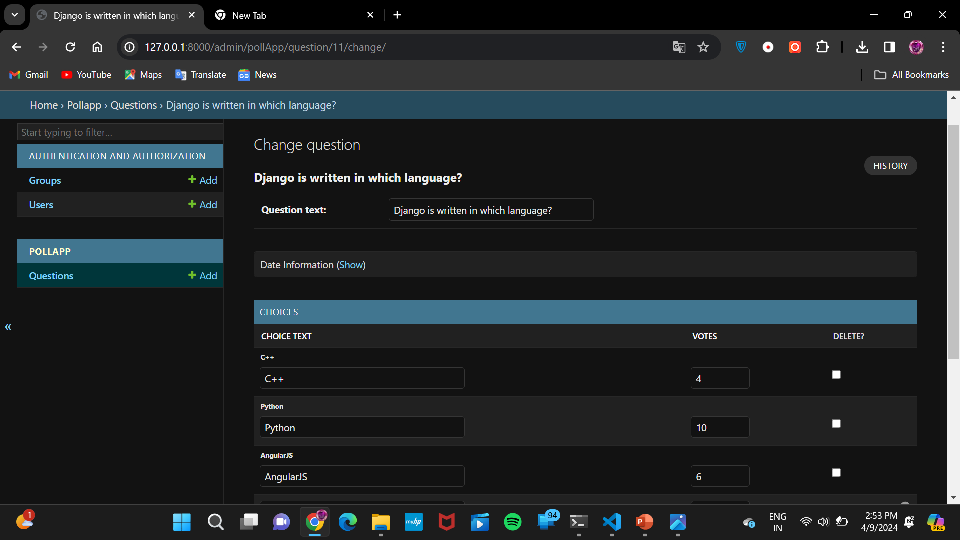 Django is written in which langua
New Tab
127.0.0.1:8000/admin/pollApp/question/11/change/
Gmail
YouTube
Maps
Translate
News
All Bookmarks
Home › Pollapp › Questions › Django is written in which language?
Start typing to filter...
AUTHENTICATION AND AUTHORIZATION
Groups
+ Add
Users
+ Add
POLLAPP
Questions
+ Add
«
Change question
HISTORY
Django is written in which language?
Question text:
Django is written in which language?
Date Information (Show)
CHOICES
CHOICE TEXT VOTES DELETE?
C++
C++ 4
Python
Python 10
AngularJS
AngularJS 6
1
myhp
94
ENG
IN
2:53 PM
4/9/2024